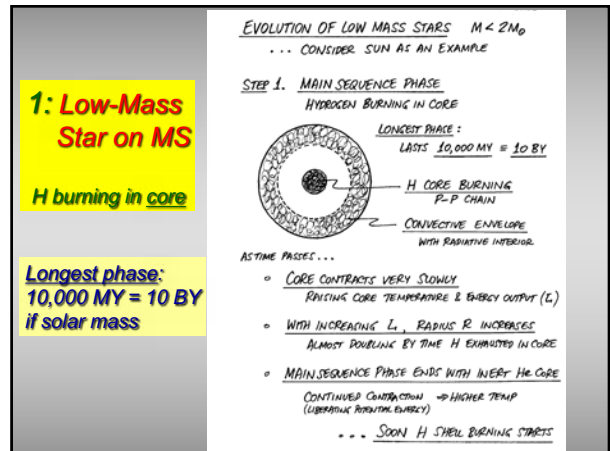 1: Low-Mass
Star on MS
H burning in core
Longest phase:
10,000 MY = 10 BY
if solar mass
EVOLUTION OF LOW MASS STARS M < 2M⊙
... CONSIDER SUN AS AN EXAMPLE
STEP 1. MAIN SEQUENCE PHASE
HYDROGEN BURNING IN CORE
LONGEST PHASE:
LASTS 10,000 MY = 10 BY
H CORE BURNING
P-P CHAIN
CONVECTIVE ENVELOPE
WITH RADIATIVE INTERIOR
AS TIME PASSES...
◦ CORE CONTRACTS VERY SLOWLY
RAISING CORE TEMPERATURE & ENERGY OUTPUT (L)
◦ WITH INCREASING L, RADIUS R INCREASES
ALMOST DOUBLING BY TIME H EXHAUSTED IN CORE
◦ MAIN SEQUENCE PHASE ENDS WITH INERT He CORE
CONTINUED CONTRACTION ⇒ HIGHER TEMP
(LIBERATING POTENTIAL ENERGY)
... SOON H SHELL BURNING STARTS